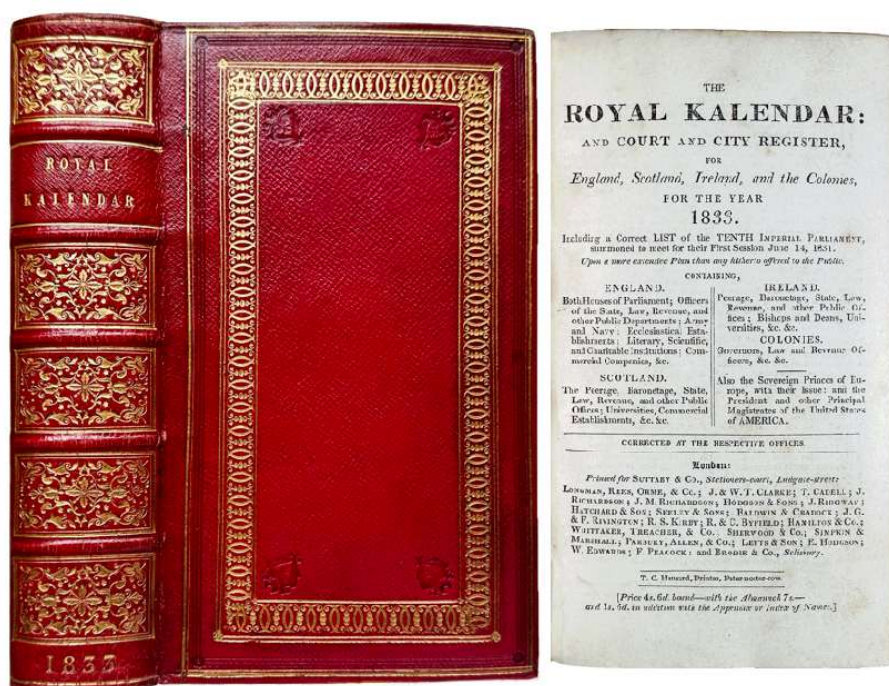 ROYAL
KALENDAR
1833
THE
ROYAL KALENDAR:
AND COURT AND CITY REGISTER,
FOR
England, Scotland, Ireland, and the Colonies,
FOR THE YEAR
1833.
Including a Correct LIST of the TENTH IMPERIAL PARLIAMENT,
summoned to meet for their First Session June 14, 1831.
Upon a more extensive Plan than any hitherto offered to the Public.
CONTAINING,
ENGLAND.
Both Houses of Parliament; Officers
of the State, Law, Revenue, and
other Public Departments; Army
and Navy; Ecclesiastical Esta-
blishments; Literary, Scientific,
and Charitable Institutions; Com-
mercial Companies, &c.
SCOTLAND.
The Peerage, Baronetage, State,
Law, Revenue, and other Public
Offices; Universities, Commercial
Establishments, &c. &c.
IRELAND.
Peerage, Baronetage, State, Law,
Revenue, and other Public Of-
fices; Bishops and Deans, Uni-
versities, &c. &c.
COLONIES.
Governors, Law and Revenue Of-
ficers, &c. &c.
Also the Sovereign Princes of Eu-
rope, with their Issue; and the
President and other Principal
Magistrates of the United States
of AMERICA.
CORRECTED AT THE RESPECTIVE OFFICES.
London:
Printed for SUTTABY & Co., Stationers-court, Ludgate-street;
LONGMAN, REES, ORME, & Co.; J. & W. T. CLARKE; T. CADELL; J.
RICHARDSON; J. M. RICHARDSON; HODGSON & SONS; J. RIDGWAY;
HATCHARD & SON; SEELEY & SONS; BALDWIN & CRADOCK; J. G.
& F. RIVINGTON; R. S. KIRBY; R. & C. BYFIELD; HAMILTON & Co.;
WHITTAKER, TREACHER, & Co.; SHERWOOD & Co.; SIMPKIN &
MARSHALL; PARBURY, ALLEN, & Co.; LETTS & SON; E. HODGSON;
W. EDWARDS; F. PEACOCK: and BRODIE & Co., Salisbury.
T. C. Hansard, Printer, Pater-noster-row.
[Price 4s. 6d. bound—with the Almanack 7s.—
and 1s. 6d. in addition with the Appendix or Index of Names.]